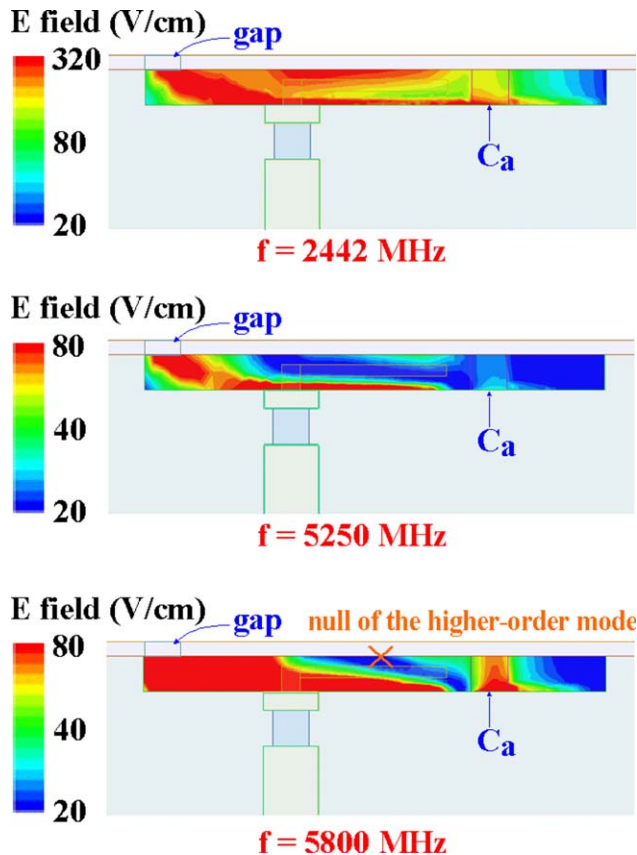 E field (V/cm)
gap
320
80
20
Ca
f = 2442 MHz
E field (V/cm)
gap
80
40
20
Ca
f = 5250 MHz
E field (V/cm)
gap
null of the higher-order mode
80
40
20
Ca
f = 5800 MHz